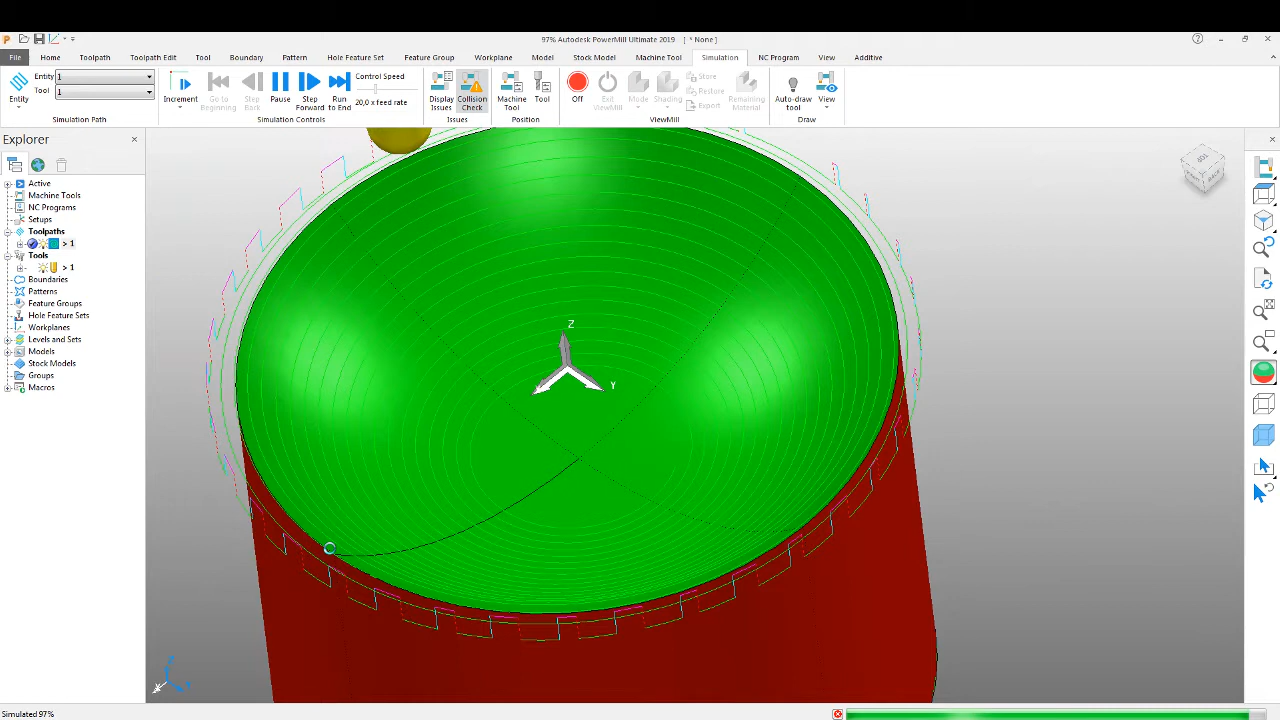 97% Autodesk PowerMill Ultimate 2019 [ * None ]
File Home Toolpath Toolpath Edit Tool Boundary Pattern Hole Feature Set Feature Group Workplane Model Stock Model Machine Tool Simulation NC Program View Additive
Entity
Entity 1
Tool 1
Simulation Path
Increment
Go to Beginning
Step Back
Pause
Step Forward
Run to End
Control Speed
20,0 x feed rate
Simulation Controls
Display Issues
Collision Check
Issues
Machine Tool
Tool
Position
Off
Exit ViewMill
Mode
Shading
Store
Restore
Export
Remaining Material
ViewMill
Auto-draw tool
View
Draw
Explorer
Active
Machine Tools
NC Programs
Setups
Toolpaths
> 1
Tools
> 1
Boundaries
Patterns
Feature Groups
Hole Feature Sets
Workplanes
Levels and Sets
Models
Stock Models
Groups
Macros
Z
Y
X
Simulated 97%